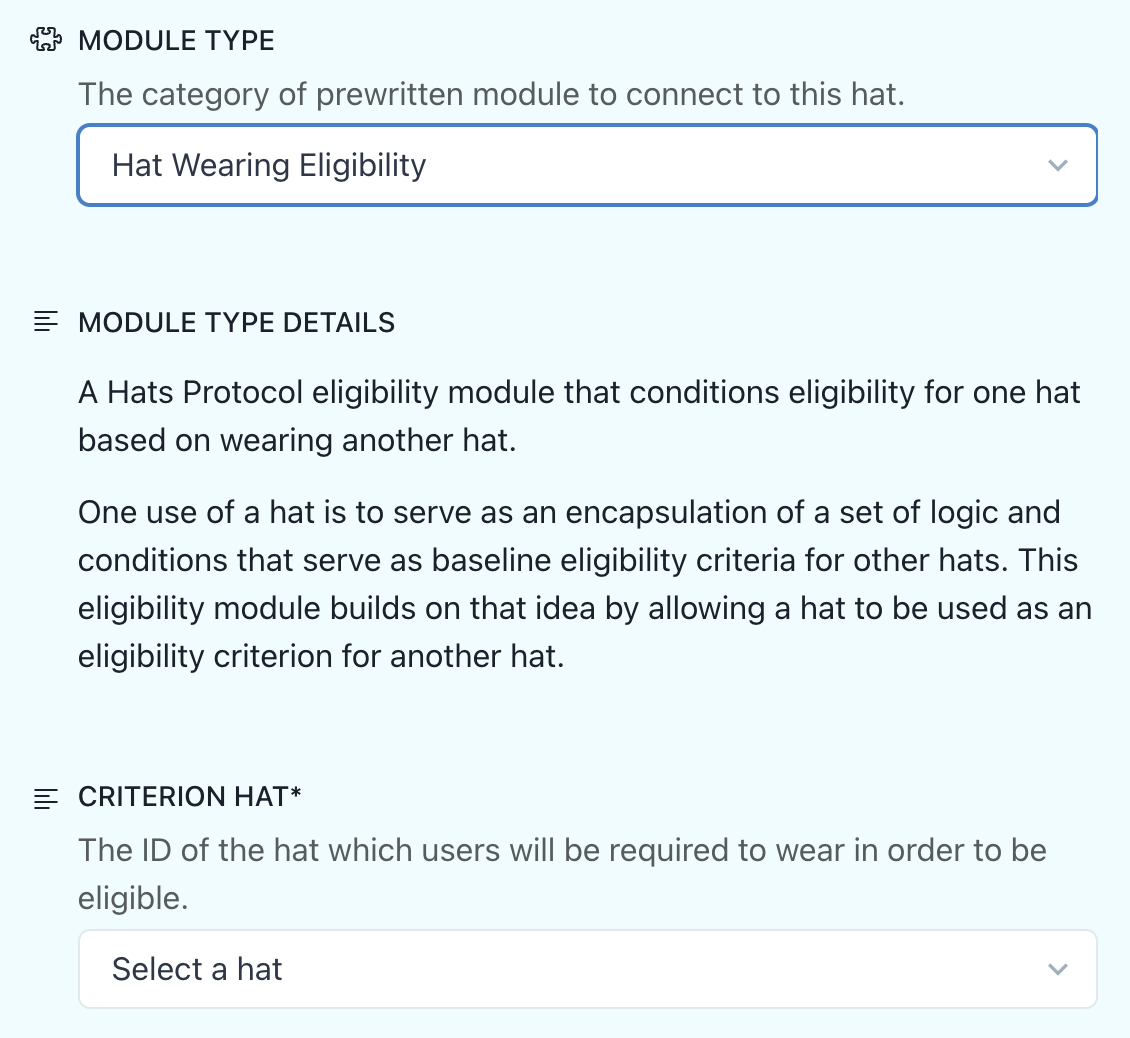 MODULE TYPE
The category of prewritten module to connect to this hat.
Hat Wearing Eligibility
MODULE TYPE DETAILS
A Hats Protocol eligibility module that conditions eligibility for one hat
based on wearing another hat.
One use of a hat is to serve as an encapsulation of a set of logic and
conditions that serve as baseline eligibility criteria for other hats. This
eligibility module builds on that idea by allowing a hat to be used as an
eligibility criterion for another hat.
CRITERION HAT*
The ID of the hat which users will be required to wear in order to be
eligible.
Select a hat